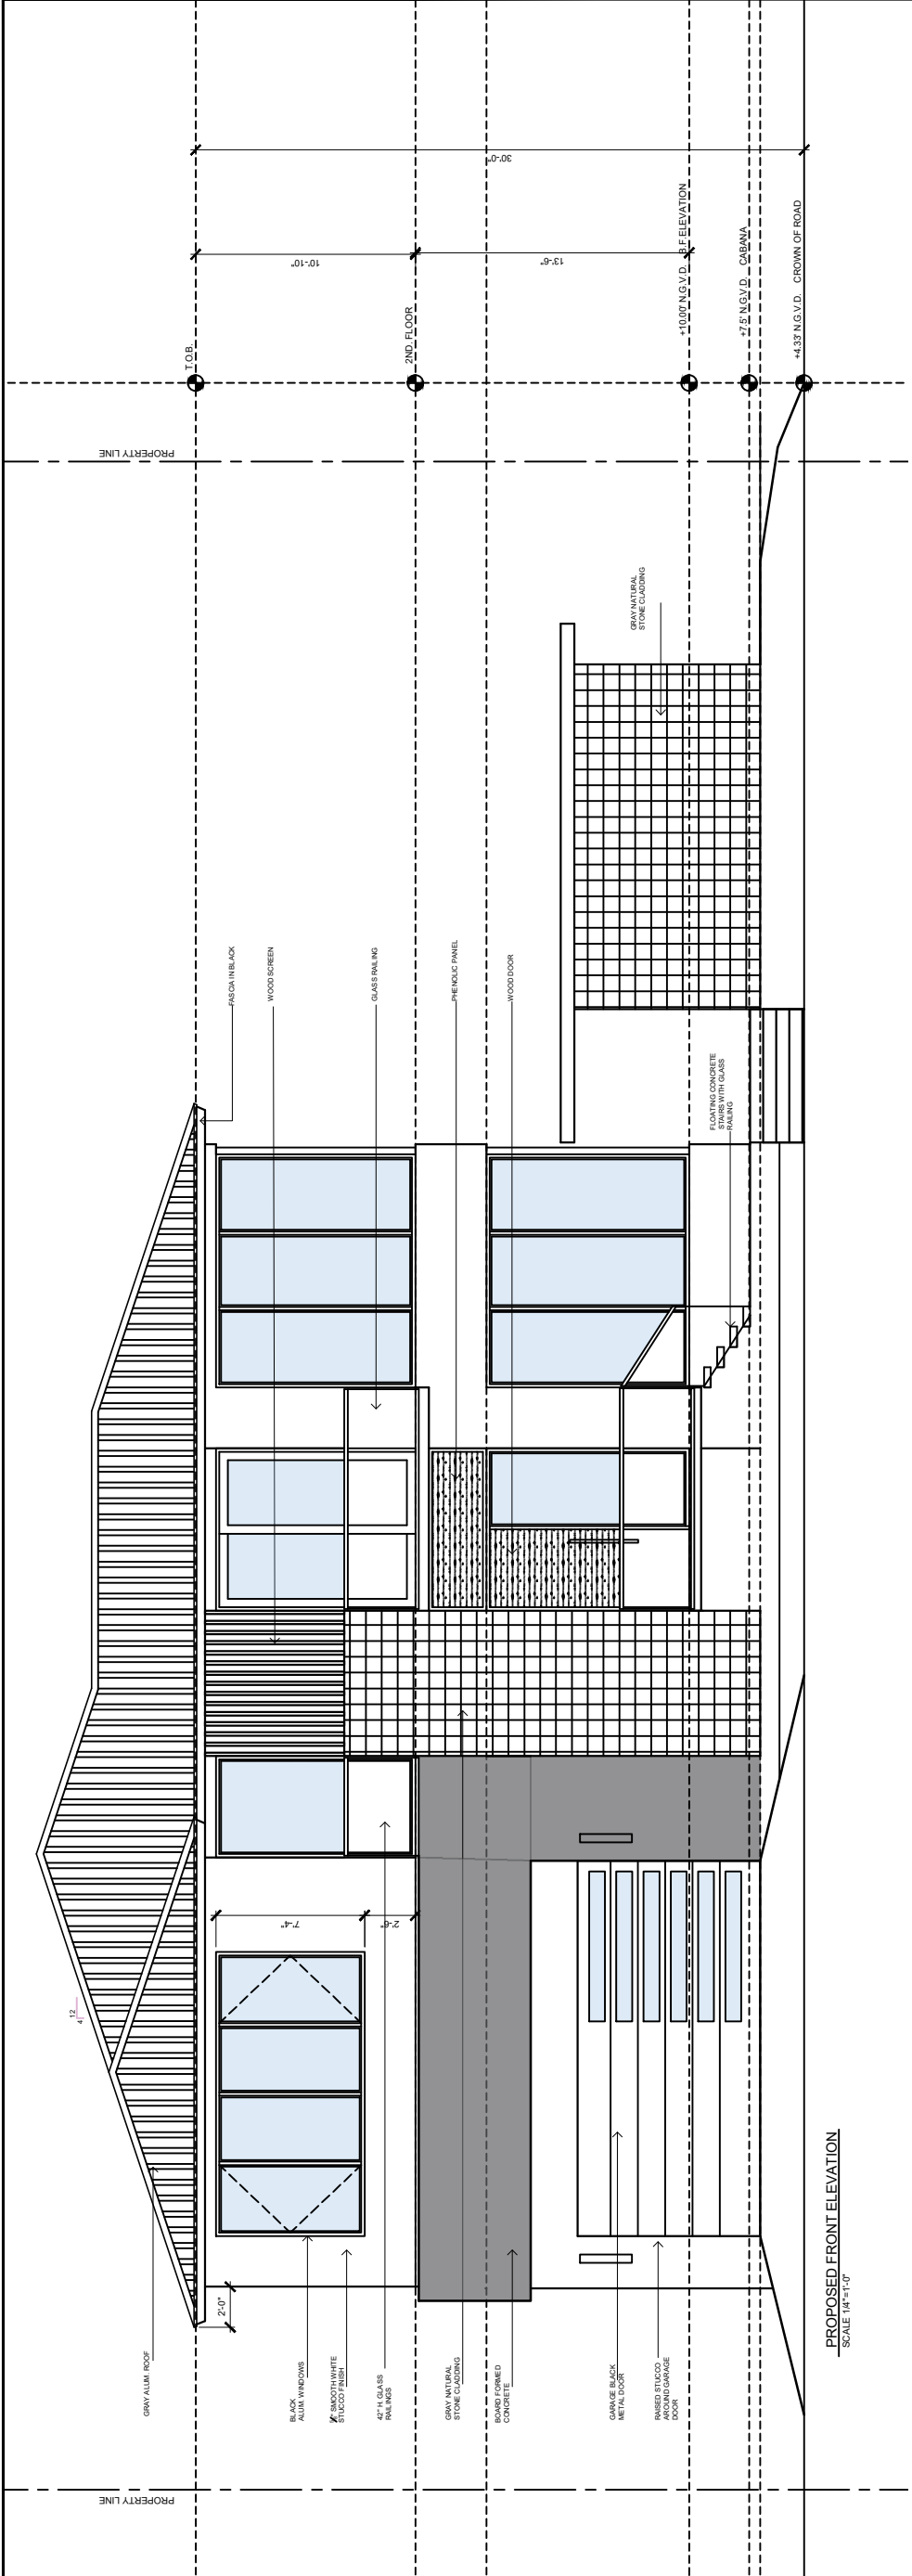 PROPERTY LINE
PROPERTY LINE
GRAY ALUM. ROOF
BLACK
ALUM. WINDOWS
SMOOTH WHITE
STUCCO FINISH
42" H. GLASS
RAILINGS
GRAY NATURAL
STONE CLADDING
BOARD FORMED
CONCRETE
GARAGE BLACK
METAL DOOR
RAISED STUCCO
AROUND GARAGE
DOOR
2'-0"
4
12
7'-4"
2'-6"
FASCIA IN BLACK
WOOD SCREEN
GLASS RAILING
PHENOLIC PANEL
WOOD DOOR
FLOATING CONCRETE
STAIRS WITH GLASS
RAILING
GRAY NATURAL
STONE CLADDING
T.O.B.
2ND. FLOOR
+10.00' N.G.V.D. B.F.ELEVATION
+7.5' N.G.V.D. CABANA
+4.33' N.G.V.D. CROWN OF ROAD
10'-10"
13'-6"
30'-0"
PROPOSED FRONT ELEVATION
SCALE 1/4"=1'-0"